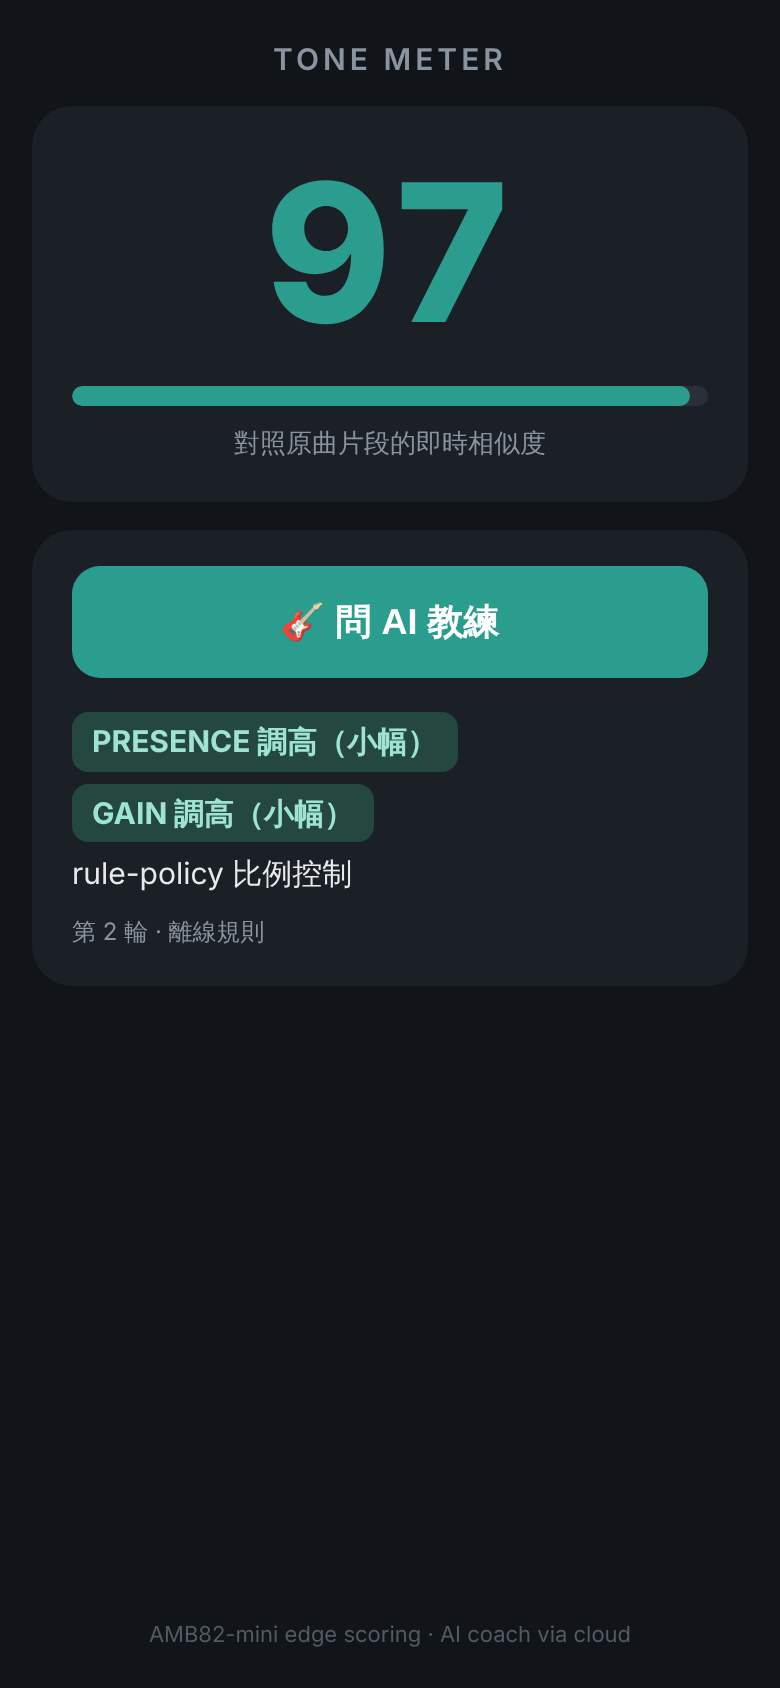 TONE METER
97
對照原曲片段的即時相似度
🎸 問 AI 教練
PRESENCE 調高（小幅）
GAIN 調高（小幅）
rule-policy 比例控制
第 2 輪 · 離線規則
AMB82-mini edge scoring · AI coach via cloud